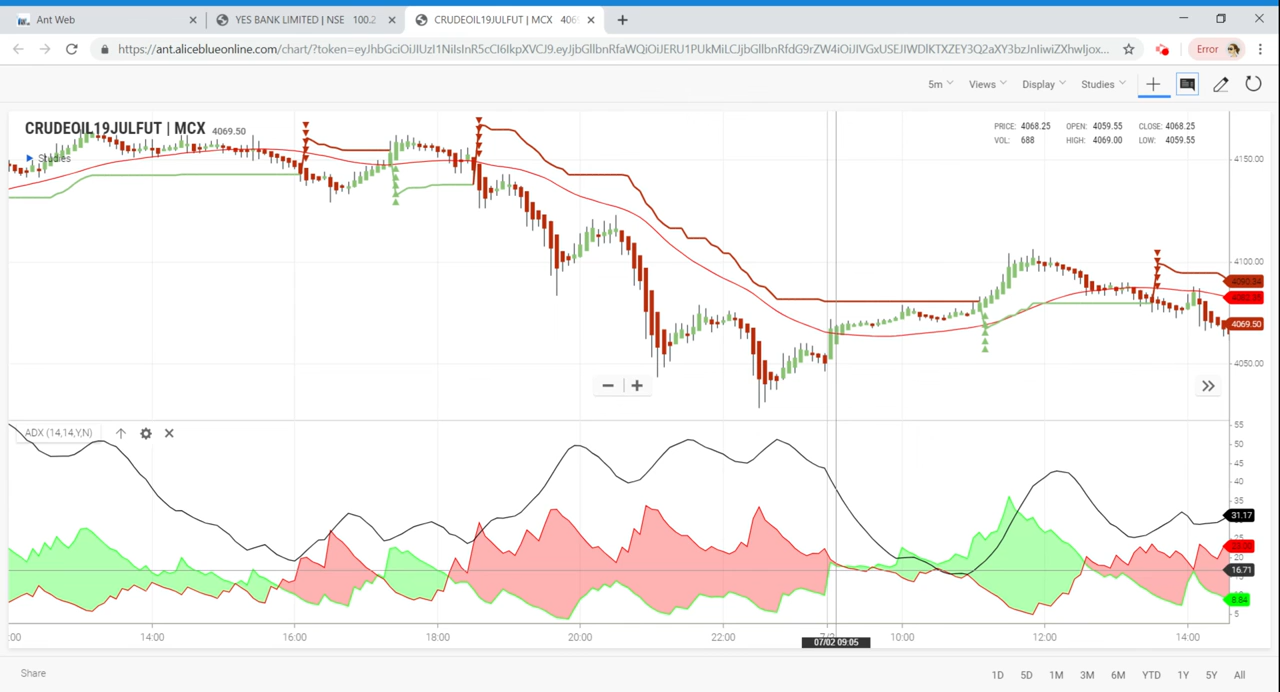 Ant Web
YES BANK LIMITED | NSE 100.2
CRUDEOIL19JULFUT | MCX 406
Error
5m Views Display Studies
CRUDEOIL19JULFUT | MCX 4069.50
Studies
PRICE: 4068.25 OPEN: 4059.55 CLOSE: 4068.25
VOL: 688 HIGH: 4069.00 LOW: 4059.55
4150.00
4100.00
4090.34
4069.50
4050.00
ADX (14,14,Y,N)
55
50
45
40
35
31.17
25
20
16.71
8.84
5
:00 14:00 16:00 18:00 20:00 22:00 10:00 12:00 14:00
07/02 09:05
Share 1D 5D 1M 3M 6M YTD 1Y 5Y All